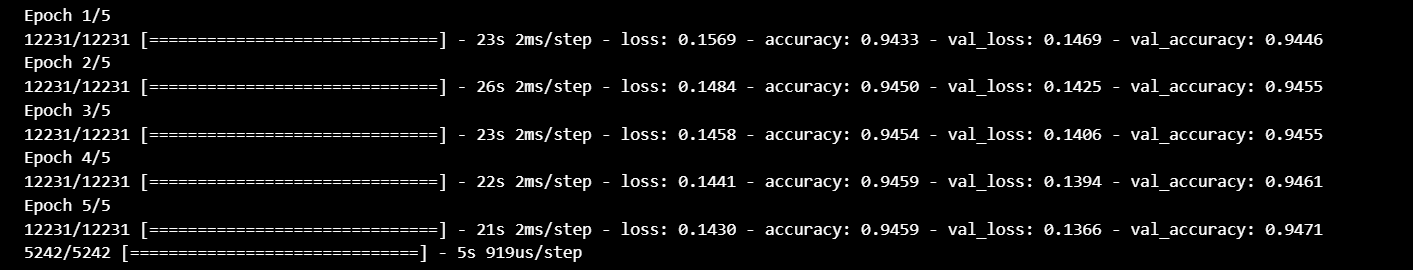 Epoch 1/5
12231/12231 [==============================] - 23s 2ms/step - loss: 0.1569 - accuracy: 0.9433 - val_loss: 0.1469 - val_accuracy: 0.9446
Epoch 2/5
12231/12231 [==============================] - 26s 2ms/step - loss: 0.1484 - accuracy: 0.9450 - val_loss: 0.1425 - val_accuracy: 0.9455
Epoch 3/5
12231/12231 [==============================] - 23s 2ms/step - loss: 0.1458 - accuracy: 0.9454 - val_loss: 0.1406 - val_accuracy: 0.9455
Epoch 4/5
12231/12231 [==============================] - 22s 2ms/step - loss: 0.1441 - accuracy: 0.9459 - val_loss: 0.1394 - val_accuracy: 0.9461
Epoch 5/5
12231/12231 [==============================] - 21s 2ms/step - loss: 0.1430 - accuracy: 0.9459 - val_loss: 0.1366 - val_accuracy: 0.9471
5242/5242 [==============================] - 5s 919us/step